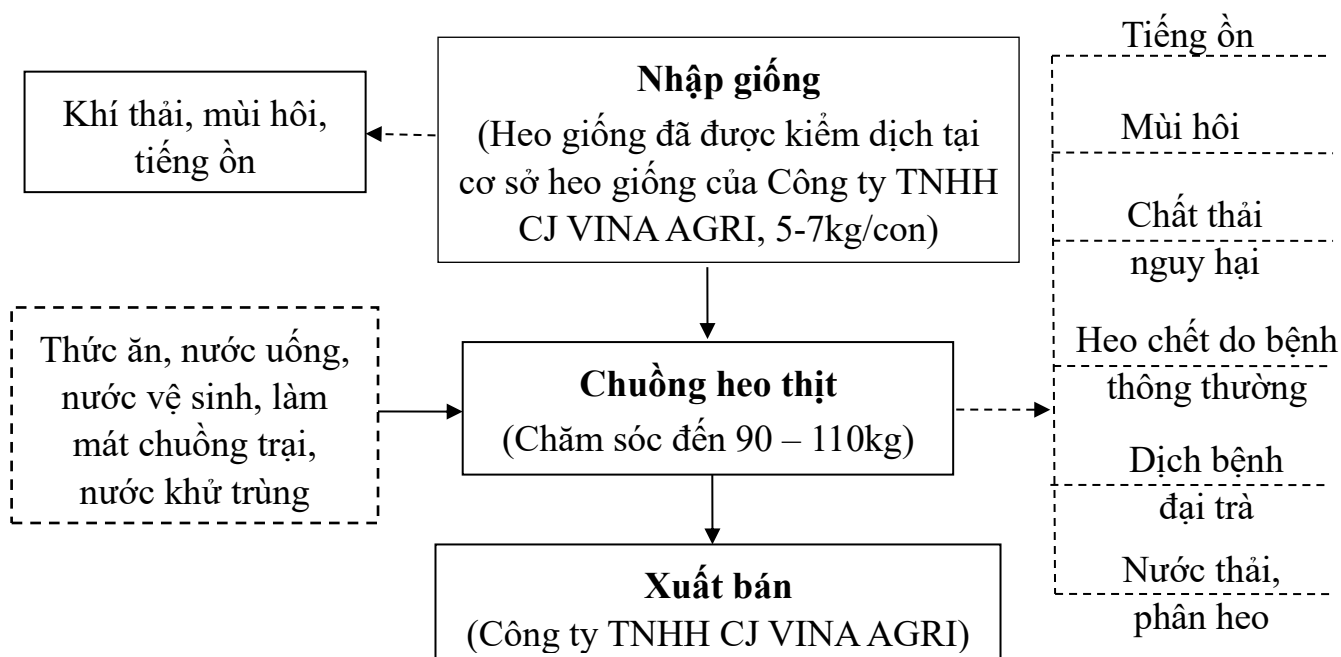 Nhập giống
(Heo giống đã được kiểm dịch tại
cơ sở heo giống của Công ty TNHH
CJ VINA AGRI, 5-7kg/con)
Khí thải, mùi hôi,
tiếng ồn
Thức ăn, nước uống,
nước vệ sinh, làm
mát chuồng trại,
nước khử trùng
Chuồng heo thịt
(Chăm sóc đến 90 – 110kg)
Xuất bán
(Công ty TNHH CJ VINA AGRI)
Tiếng ồn
Mùi hôi
Chất thải
nguy hại
Heo chết do bệnh
thông thường
Dịch bệnh
đại trà
Nước thải,
phân heo